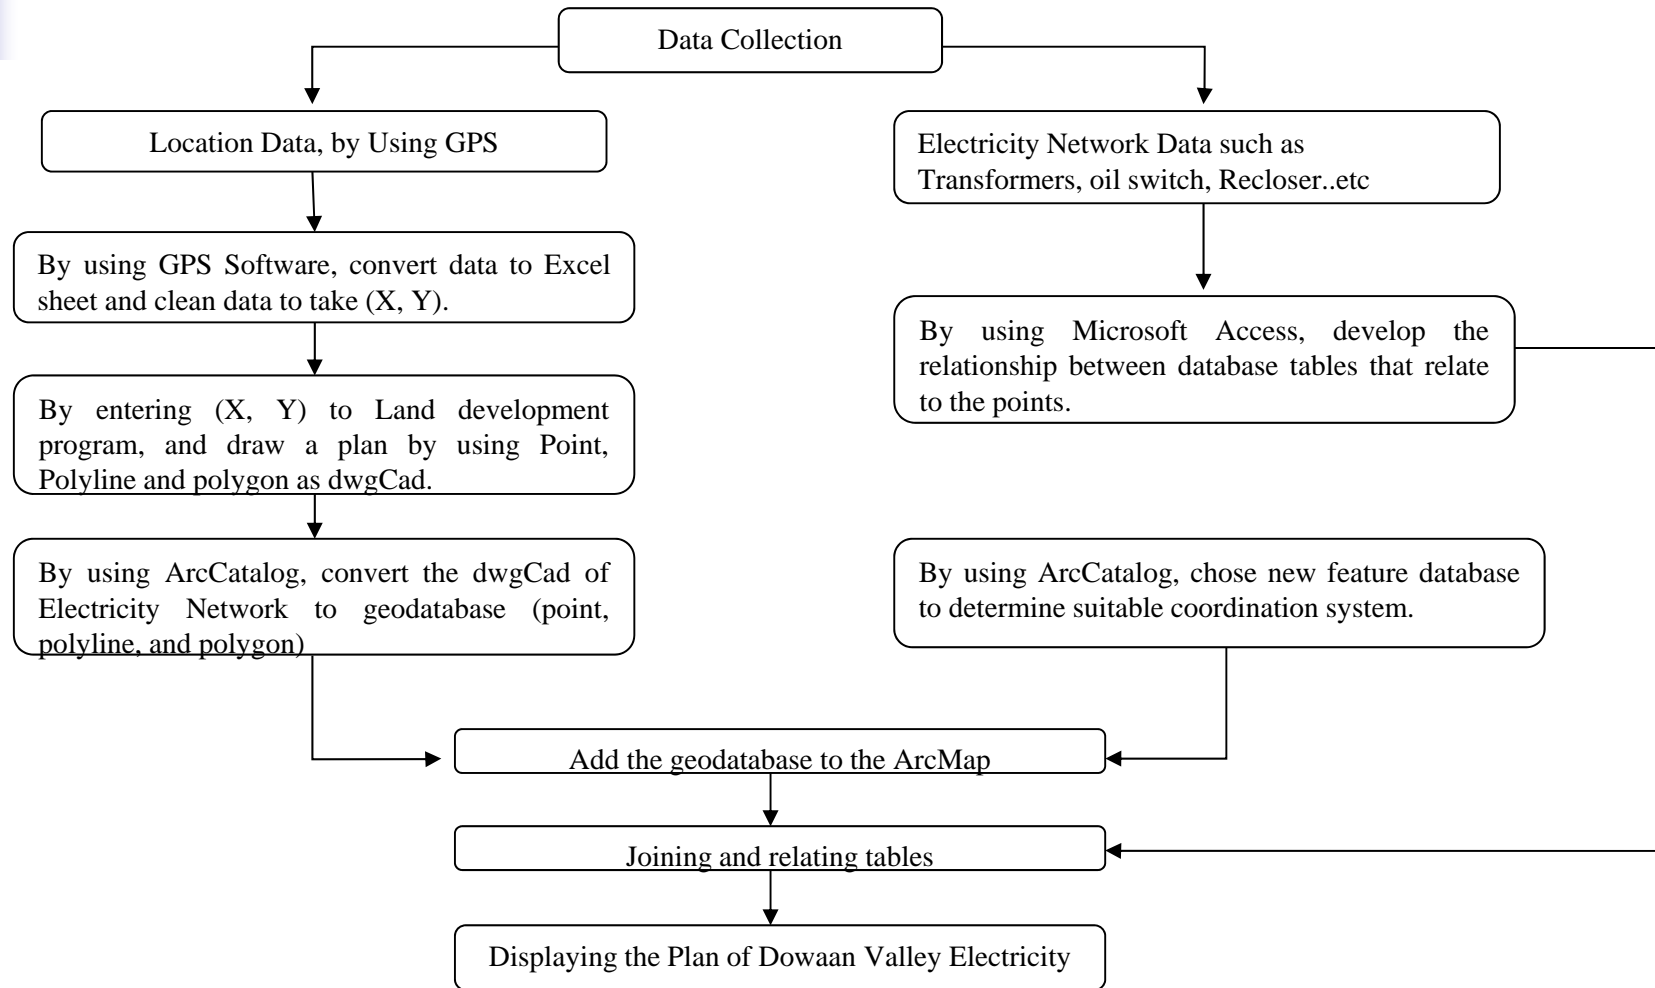 Data Collection
Location Data, by Using GPS
Electricity Network Data such as
Transformers, oil switch, Recloser..etc
By using GPS Software, convert data to Excel
sheet and clean data to take (X, Y).
By using Microsoft Access, develop the
relationship between database tables that relate
to the points.
By entering (X, Y) to Land development
program, and draw a plan by using Point,
Polyline and polygon as dwgCad.
By using ArcCatalog, convert the dwgCad of
Electricity Network to geodatabase (point,
polyline, and polygon)
By using ArcCatalog, chose new feature database
to determine suitable coordination system.
Add the geodatabase to the ArcMap
Joining and relating tables
Displaying the Plan of Dowaan Valley Electricity